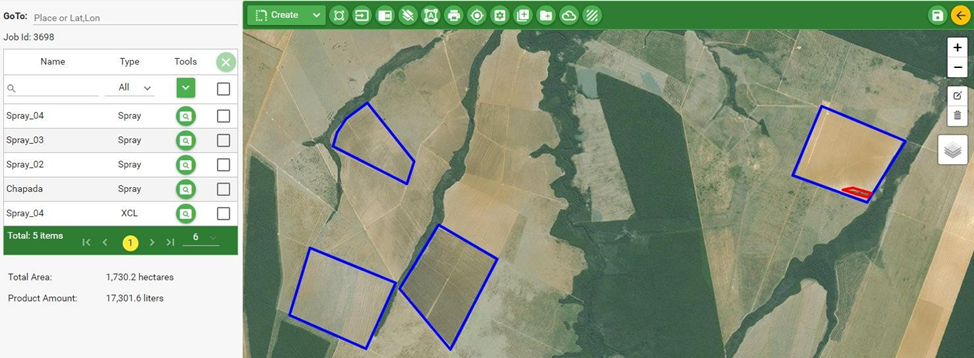 GoTo: Place or Lat,Lon
Create
Job Id: 3698
Name Type Tools
All
Spray_04 Spray
Spray_03 Spray
Spray_02 Spray
Chapada Spray
Spray_04 XCL
Total: 5 items 1 6
Total Area: 1,730.2 hectares
Product Amount: 17,301.6 liters